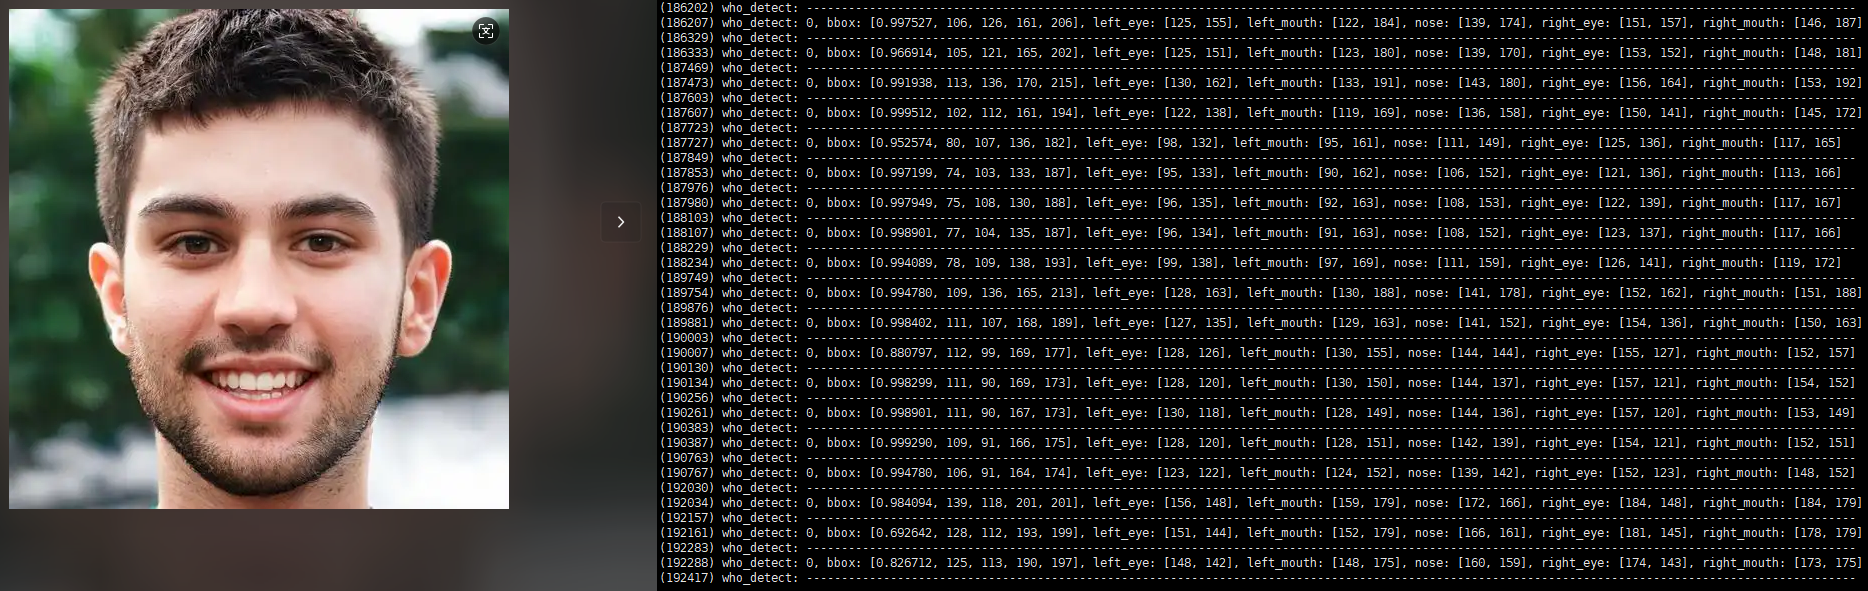 (186202) who_detect: ------------------------------------------------------------------------------------------------------------------------------------------------------
(186207) who_detect: 0, bbox: [0.997527, 106, 126, 161, 206], left_eye: [125, 155], left_mouth: [122, 184], nose: [139, 174], right_eye: [151, 157], right_mouth: [146, 187]
(186329) who_detect: ------------------------------------------------------------------------------------------------------------------------------------------------------
(186333) who_detect: 0, bbox: [0.966914, 105, 121, 165, 202], left_eye: [125, 151], left_mouth: [123, 180], nose: [139, 170], right_eye: [153, 152], right_mouth: [148, 181]
(187469) who_detect: ------------------------------------------------------------------------------------------------------------------------------------------------------
(187473) who_detect: 0, bbox: [0.991938, 113, 136, 170, 215], left_eye: [130, 162], left_mouth: [133, 191], nose: [143, 180], right_eye: [156, 164], right_mouth: [153, 192]
(187603) who_detect: ------------------------------------------------------------------------------------------------------------------------------------------------------
(187607) who_detect: 0, bbox: [0.999512, 102, 112, 161, 194], left_eye: [122, 138], left_mouth: [119, 169], nose: [136, 158], right_eye: [150, 141], right_mouth: [145, 172]
(187723) who_detect: ------------------------------------------------------------------------------------------------------------------------------------------------------
(187727) who_detect: 0, bbox: [0.952574, 80, 107, 136, 182], left_eye: [98, 132], left_mouth: [95, 161], nose: [111, 149], right_eye: [125, 136], right_mouth: [117, 165]
(187849) who_detect: ------------------------------------------------------------------------------------------------------------------------------------------------------
(187853) who_detect: 0, bbox: [0.997199, 74, 103, 133, 187], left_eye: [95, 133], left_mouth: [90, 162], nose: [106, 152], right_eye: [121, 136], right_mouth: [113, 166]
(187976) who_detect: ------------------------------------------------------------------------------------------------------------------------------------------------------
(187980) who_detect: 0, bbox: [0.997949, 75, 108, 130, 188], left_eye: [96, 135], left_mouth: [92, 163], nose: [108, 153], right_eye: [122, 139], right_mouth: [117, 167]
(188103) who_detect: ------------------------------------------------------------------------------------------------------------------------------------------------------
(188107) who_detect: 0, bbox: [0.998901, 77, 104, 135, 187], left_eye: [96, 134], left_mouth: [91, 163], nose: [108, 152], right_eye: [123, 137], right_mouth: [117, 166]
(188229) who_detect: ------------------------------------------------------------------------------------------------------------------------------------------------------
(188234) who_detect: 0, bbox: [0.994089, 78, 109, 138, 193], left_eye: [99, 138], left_mouth: [97, 169], nose: [111, 159], right_eye: [126, 141], right_mouth: [119, 172]
(189749) who_detect: ------------------------------------------------------------------------------------------------------------------------------------------------------
(189754) who_detect: 0, bbox: [0.994780, 109, 136, 165, 213], left_eye: [128, 163], left_mouth: [130, 188], nose: [141, 178], right_eye: [152, 162], right_mouth: [151, 188]
(189876) who_detect: ------------------------------------------------------------------------------------------------------------------------------------------------------
(189881) who_detect: 0, bbox: [0.998402, 111, 107, 168, 189], left_eye: [127, 135], left_mouth: [129, 163], nose: [141, 152], right_eye: [154, 136], right_mouth: [150, 163]
(190003) who_detect: ------------------------------------------------------------------------------------------------------------------------------------------------------
(190007) who_detect: 0, bbox: [0.880797, 112, 99, 169, 177], left_eye: [128, 126], left_mouth: [130, 155], nose: [144, 144], right_eye: [155, 127], right_mouth: [152, 157]
(190130) who_detect: ------------------------------------------------------------------------------------------------------------------------------------------------------
(190134) who_detect: 0, bbox: [0.998299, 111, 90, 169, 173], left_eye: [128, 120], left_mouth: [130, 150], nose: [144, 137], right_eye: [157, 121], right_mouth: [154, 152]
(190256) who_detect: ------------------------------------------------------------------------------------------------------------------------------------------------------
(190261) who_detect: 0, bbox: [0.998901, 111, 90, 167, 173], left_eye: [130, 118], left_mouth: [128, 149], nose: [144, 136], right_eye: [157, 120], right_mouth: [153, 149]
(190383) who_detect: ------------------------------------------------------------------------------------------------------------------------------------------------------
(190387) who_detect: 0, bbox: [0.999290, 109, 91, 166, 175], left_eye: [128, 120], left_mouth: [128, 151], nose: [142, 139], right_eye: [154, 121], right_mouth: [152, 151]
(190763) who_detect: ------------------------------------------------------------------------------------------------------------------------------------------------------
(190767) who_detect: 0, bbox: [0.994780, 106, 91, 164, 174], left_eye: [123, 122], left_mouth: [124, 152], nose: [139, 142], right_eye: [152, 123], right_mouth: [148, 152]
(192030) who_detect: ------------------------------------------------------------------------------------------------------------------------------------------------------
(192034) who_detect: 0, bbox: [0.984094, 139, 118, 201, 201], left_eye: [156, 148], left_mouth: [159, 179], nose: [172, 166], right_eye: [184, 148], right_mouth: [184, 179]
(192157) who_detect: ------------------------------------------------------------------------------------------------------------------------------------------------------
(192161) who_detect: 0, bbox: [0.692642, 128, 112, 193, 199], left_eye: [151, 144], left_mouth: [152, 179], nose: [166, 161], right_eye: [181, 145], right_mouth: [178, 179]
(192283) who_detect: ------------------------------------------------------------------------------------------------------------------------------------------------------
(192288) who_detect: 0, bbox: [0.826712, 125, 113, 190, 197], left_eye: [148, 142], left_mouth: [148, 175], nose: [160, 159], right_eye: [174, 143], right_mouth: [173, 175]
(192417) who_detect: ------------------------------------------------------------------------------------------------------------------------------------------------------